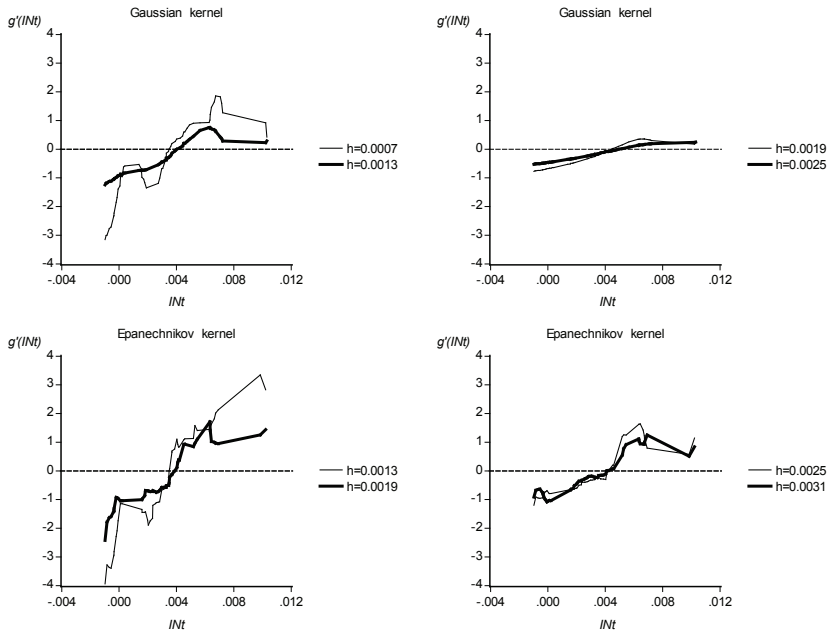 Gaussian kernel
g'(INt)
4
3
2
1
0
-1
-2
-3
-4
-.004 .000 .004 .008 .012
INt
h=0.0007
h=0.0013
Gaussian kernel
g'(INt)
4
3
2
1
0
-1
-2
-3
-4
-.004 .000 .004 .008 .012
INt
h=0.0019
h=0.0025
Epanechnikov kernel
g'(INt)
4
3
2
1
0
-1
-2
-3
-4
-.004 .000 .004 .008 .012
INt
h=0.0013
h=0.0019
Epanechnikov kernel
g'(INt)
4
3
2
1
0
-1
-2
-3
-4
-.004 .000 .004 .008 .012
INt
h=0.0025
h=0.0031